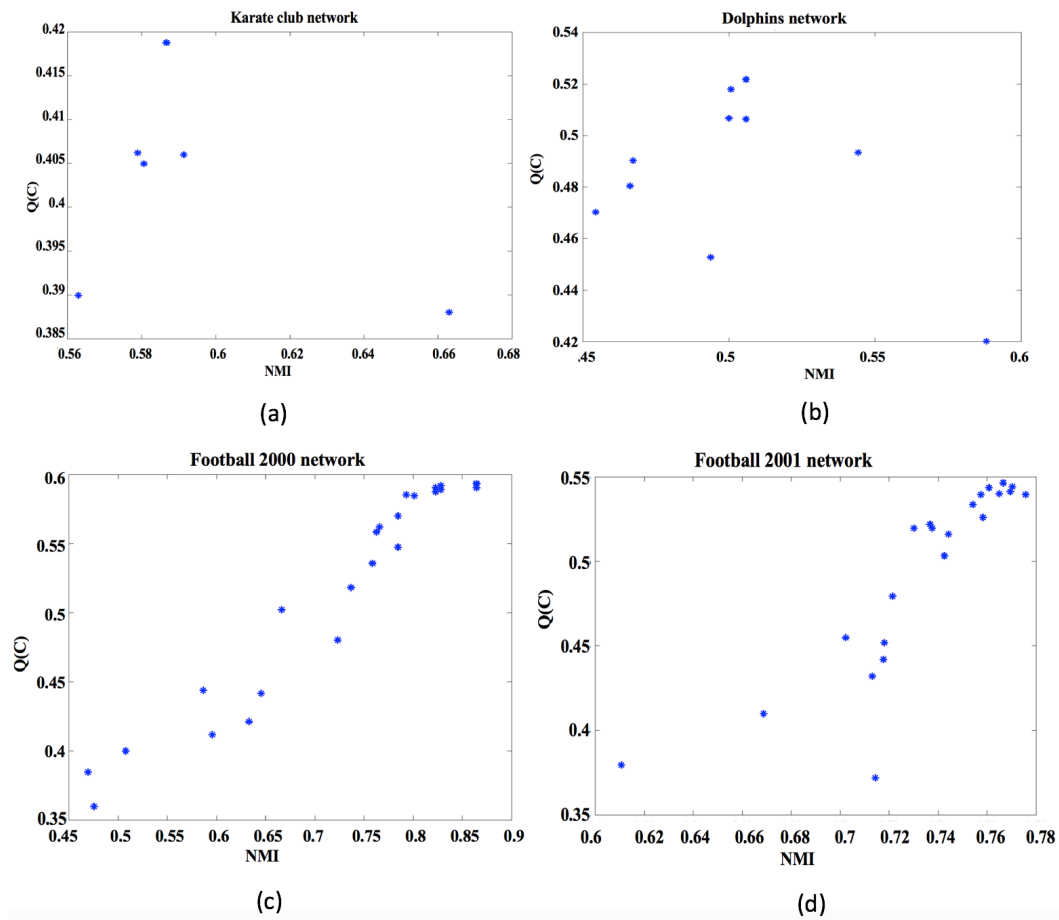 Karate club network
0.42
0.415
0.41
0.405
0.4
0.395
0.39
0.385
Q(C)
0.56 0.58 0.6 0.62 0.64 0.66 0.68
NMI
(a)
Dolphins network
0.54
0.52
0.5
0.48
0.46
0.44
0.42
Q(C)
.45 0.5 0.55 0.6
NMI
(b)
Football 2000 network
0.6
0.55
0.5
0.45
0.4
0.35
Q(C)
0.45 0.5 0.55 0.6 0.65 0.7 0.75 0.8 0.85 0.9
NMI
(c)
Football 2001 network
0.55
0.5
0.45
0.4
0.35
Q(C)
0.6 0.62 0.64 0.66 0.68 0.7 0.72 0.74 0.76 0.78
NMI
(d)